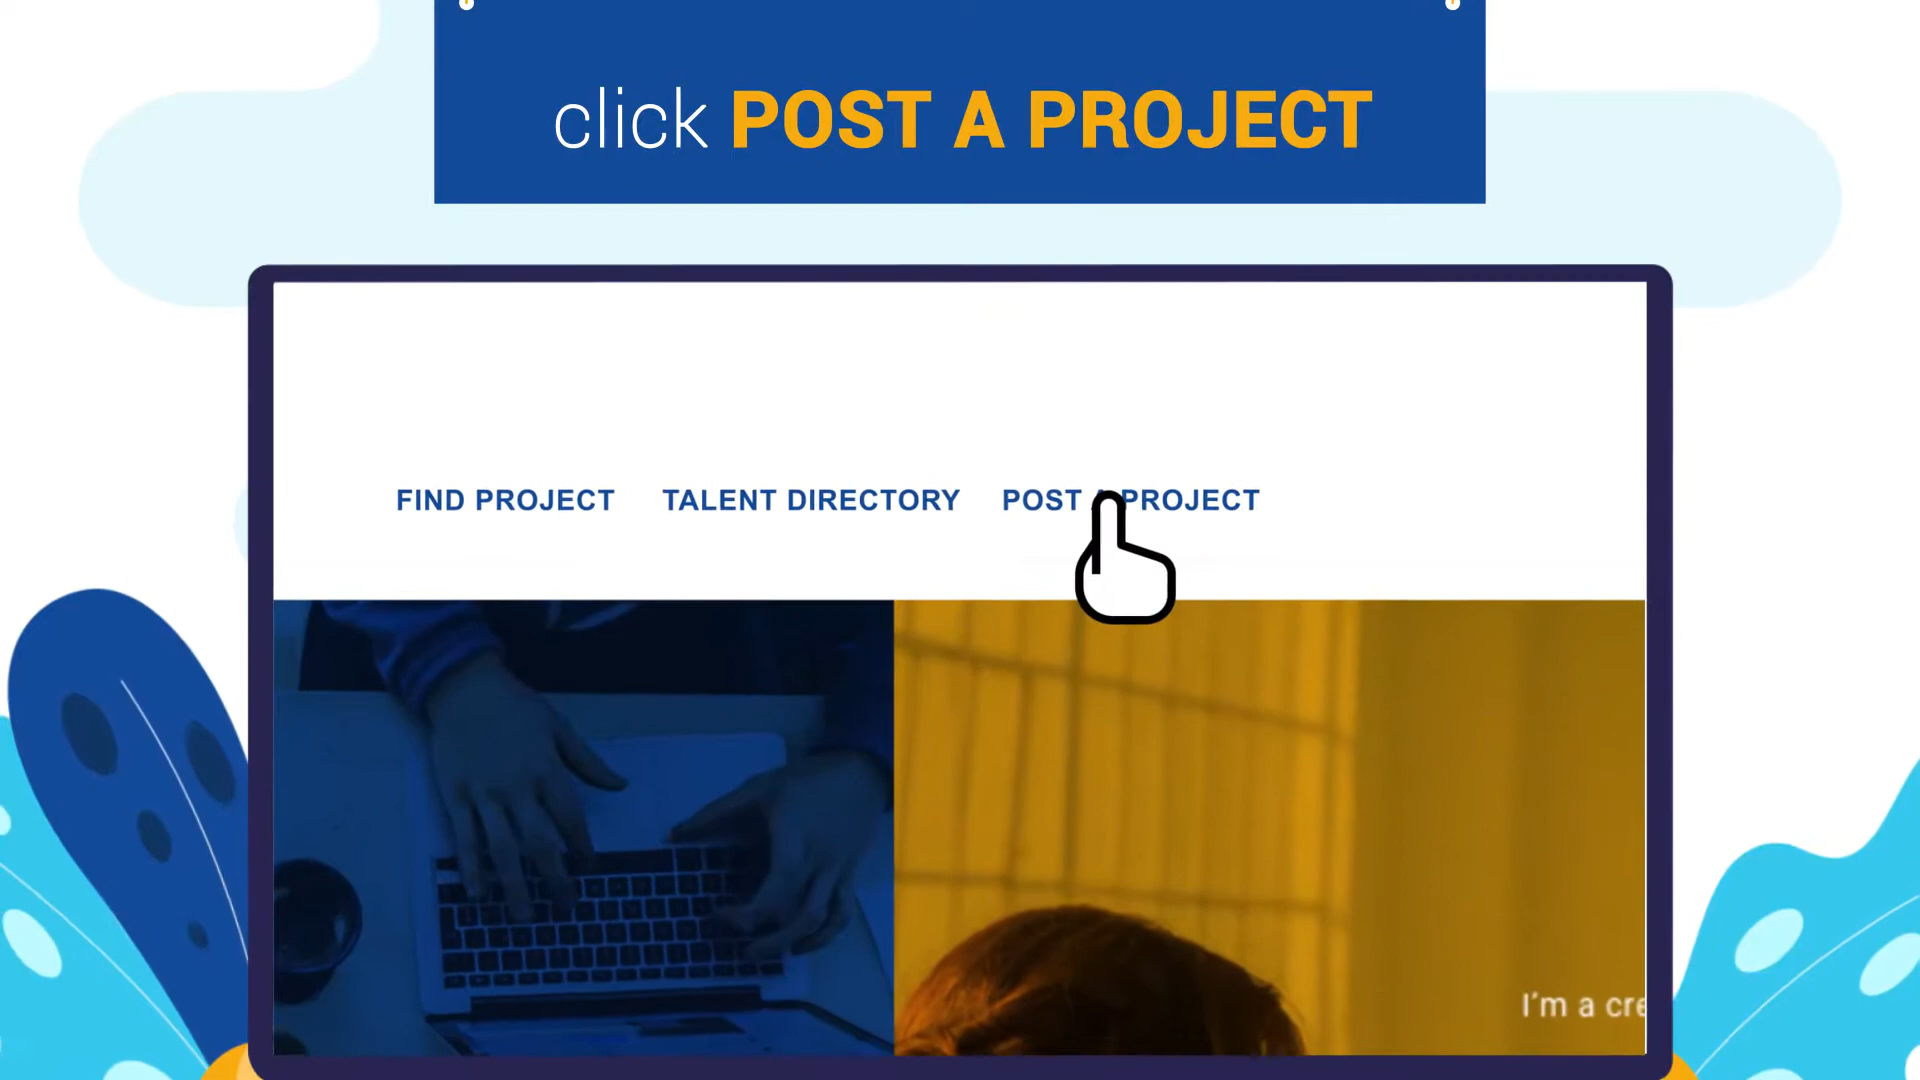 click POST A PROJECT
FIND PROJECT TALENT DIRECTORY POST A PROJECT
I'm a cre